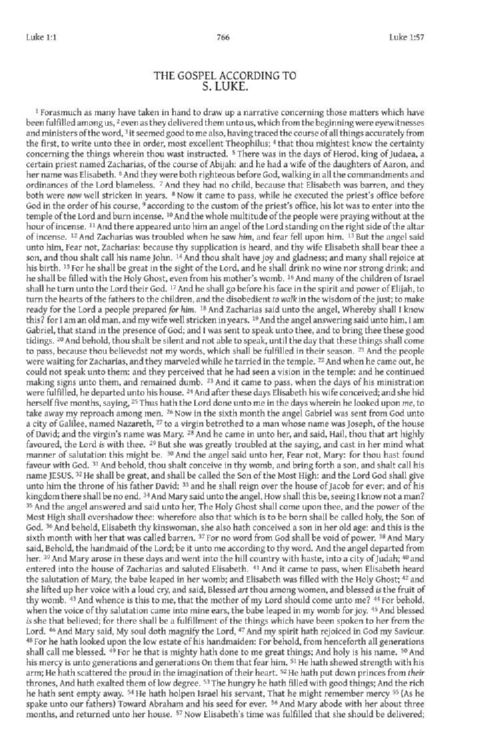 Luke 1:1 766 Luke 1:57
THE GOSPEL ACCORDING TO
S. LUKE.
1 Forasmuch as many have taken in hand to draw up a narrative concerning those matters which have
been fulfilled among us, 2 even as they delivered them unto us, which from the beginning were eyewitnesses
and ministers of the word, 3 it seemed good to me also, having traced the course of all things accurately from
the first, to write unto thee in order, most excellent Theophilus; 4 that thou mightest know the certainty
concerning the things wherein thou wast instructed. 5 There was in the days of Herod, king of Judaea, a
certain priest named Zacharias, of the course of Abijah: and he had a wife of the daughters of Aaron, and
her name was Elisabeth. 6 And they were both righteous before God, walking in all the commandments and
ordinances of the Lord blameless. 7 And they had no child, because that Elisabeth was barren, and they
both were now well stricken in years. 8 Now it came to pass, while he executed the priest's office before
God in the order of his course, 9 according to the custom of the priest's office, his lot was to enter into the
temple of the Lord and burn incense. 10 And the whole multitude of the people were praying without at the
hour of incense. 11 And there appeared unto him an angel of the Lord standing on the right side of the altar
of incense. 12 And Zacharias was troubled when he saw him, and fear fell upon him. 13 But the angel said
unto him, Fear not, Zacharias: because thy supplication is heard, and thy wife Elisabeth shall bear thee a
son, and thou shalt call his name John. 14 And thou shalt have joy and gladness; and many shall rejoice at
his birth. 15 For he shall be great in the sight of the Lord, and he shall drink no wine nor strong drink; and
he shall be filled with the Holy Ghost, even from his mother's womb. 16 And many of the children of Israel
shall he turn unto the Lord their God. 17 And he shall go before his face in the spirit and power of Elijah, to
turn the hearts of the fathers to the children, and the disobedient to walk in the wisdom of the just; to make
ready for the Lord a people prepared for him. 18 And Zacharias said unto the angel, Whereby shall I know
this? for I am an old man, and my wife well stricken in years. 19 And the angel answering said unto him, I am
Gabriel, that stand in the presence of God; and I was sent to speak unto thee, and to bring thee these good
tidings. 20 And behold, thou shalt be silent and not able to speak, until the day that these things shall come
to pass, because thou believedst not my words, which shall be fulfilled in their season. 21 And the people
were waiting for Zacharias, and they marveled while he tarried in the temple. 22 And when he came out, he
could not speak unto them: and they perceived that he had seen a vision in the temple: and he continued
making signs unto them, and remained dumb. 23 And it came to pass, when the days of his ministration
were fulfilled, he departed unto his house. 24 And after these days Elisabeth his wife conceived; and she hid
herself five months, saying, 25 Thus hath the Lord done unto me in the days wherein he looked upon me, to
take away my reproach among men. 26 Now in the sixth month the angel Gabriel was sent from God unto
a city of Galilee, named Nazareth, 27 to a virgin betrothed to a man whose name was Joseph, of the house
of David; and the virgin's name was Mary. 28 And he came in unto her, and said, Hail, thou that art highly
favoured, the Lord is with thee. 29 But she was greatly troubled at the saying, and cast in her mind what
manner of salutation this might be. 30 And the angel said unto her, Fear not, Mary: for thou hast found
favour with God. 31 And behold, thou shalt conceive in thy womb, and bring forth a son, and shalt call his
name JESUS. 32 He shall be great, and shall be called the Son of the Most High: and the Lord God shall give
unto him the throne of his father David: 33 and he shall reign over the house of Jacob for ever; and of his
kingdom there shall be no end. 34 And Mary said unto the angel, How shall this be, seeing I know not a man?
35 And the angel answered and said unto her, The Holy Ghost shall come upon thee, and the power of the
Most High shall overshadow thee: wherefore also that which is to be born shall be called holy, the Son of
God. 36 And behold, Elisabeth thy kinswoman, she also hath conceived a son in her old age: and this is the
sixth month with her that was called barren. 37 For no word from God shall be void of power. 38 And Mary
said, Behold, the handmaid of the Lord; be it unto me according to thy word. And the angel departed from
her. 39 And Mary arose in these days and went into the hill country with haste, into a city of Judah; 40 and
entered into the house of Zacharias and saluted Elisabeth. 41 And it came to pass, when Elisabeth heard
the salutation of Mary, the babe leaped in her womb; and Elisabeth was filled with the Holy Ghost; 42 and
she lifted up her voice with a loud cry, and said, Blessed art thou among women, and blessed is the fruit of
thy womb. 43 And whence is this to me, that the mother of my Lord should come unto me? 44 For behold,
when the voice of thy salutation came into mine ears, the babe leaped in my womb for joy. 45 And blessed
is she that believed; for there shall be a fulfillment of the things which have been spoken to her from the
Lord. 46 And Mary said, My soul doth magnify the Lord, 47 And my spirit hath rejoiced in God my Saviour.
48 For he hath looked upon the low estate of his handmaiden: For behold, from henceforth all generations
shall call me blessed. 49 For he that is mighty hath done to me great things; And holy is his name. 50 And
his mercy is unto generations and generations On them that fear him. 51 He hath shewed strength with his
arm; He hath scattered the proud in the imagination of their heart. 52 He hath put down princes from their
thrones, And hath exalted them of low degree. 53 The hungry he hath filled with good things; And the rich
he hath sent empty away. 54 He hath holpen Israel his servant, That he might remember mercy 55 (As he
spake unto our fathers) Toward Abraham and his seed for ever. 56 And Mary abode with her about three
months, and returned unto her house. 57 Now Elisabeth's time was fulfilled that she should be delivered;